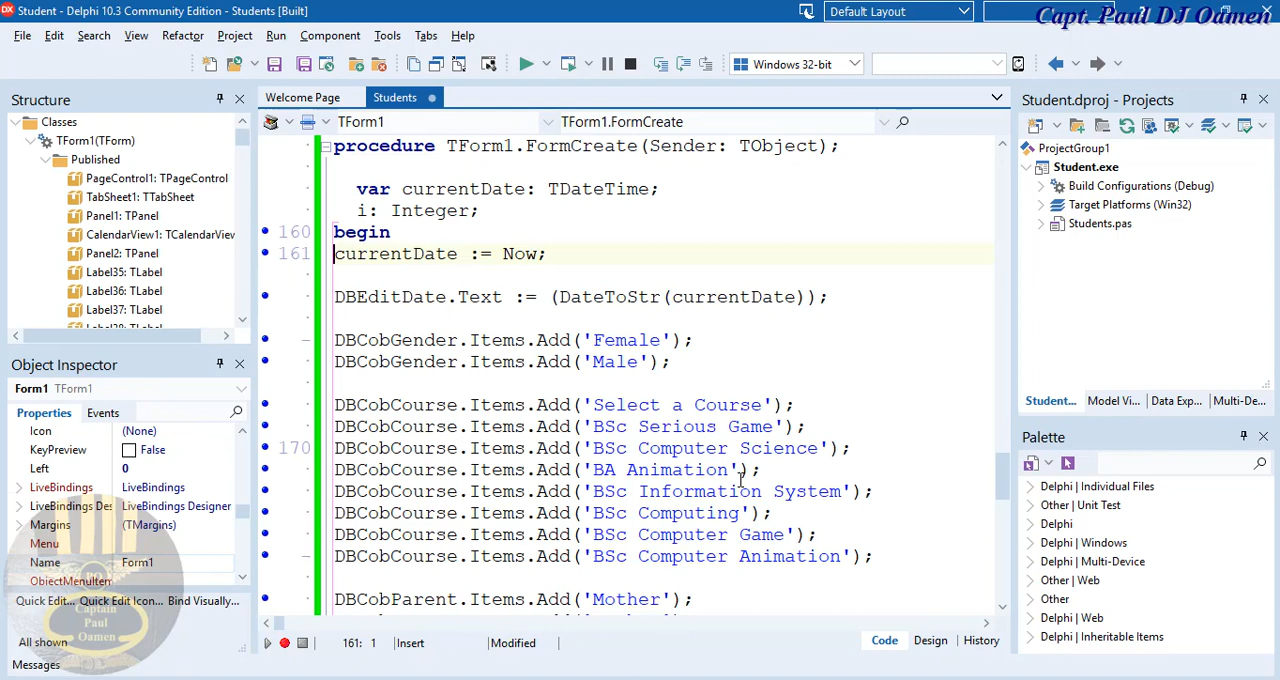 Student - Delphi 10.3 Community Edition - Students [Built]
Default Layout
Capt. Paul DJ Oamen
File Edit Search View Refactor Project Run Component Tools Tabs Help
Windows 32-bit
Structure
Classes
TForm1(TForm)
Published
PageControl1: TPageControl
TabSheet1: TTabSheet
Panel1: TPanel
CalendarView1: TCalendarView
Panel2: TPanel
Label35: TLabel
Label36: TLabel
Label37: TLabel
Object Inspector
Form1 TForm1
Properties Events
Icon (None)
KeyPreview False
Left 0
LiveBindings LiveBindings
LiveBindings Des LiveBindings Designer
Margins (TMargins)
Menu
Name Form1
ObjectMenuItem
Quick Edit... Quick Edit Icon... Bind Visually...
All shown
Captain
Paul
Oamen
Messages
Welcome Page Students
TForm1 TForm1.FormCreate
procedure TForm1.FormCreate(Sender: TObject);
var currentDate: TDateTime;
i: Integer;
160 begin
161 currentDate := Now;
DBEditDate.Text := (DateToStr(currentDate));
DBCobGender.Items.Add('Female');
DBCobGender.Items.Add('Male');
DBCobCourse.Items.Add('Select a Course');
DBCobCourse.Items.Add('BSc Serious Game');
170 DBCobCourse.Items.Add('BSc Computer Science');
DBCobCourse.Items.Add('BA Animation');
DBCobCourse.Items.Add('BSc Information System');
DBCobCourse.Items.Add('BSc Computing');
DBCobCourse.Items.Add('BSc Computer Game');
DBCobCourse.Items.Add('BSc Computer Animation');
DBCobParent.Items.Add('Mother');
161: 1 Insert Modified
Code Design History
Student.dproj - Projects
ProjectGroup1
Student.exe
Build Configurations (Debug)
Target Platforms (Win32)
Students.pas
Student... Model Vi... Data Exp... Multi-De...
Palette
Delphi | Individual Files
Other | Unit Test
Delphi
Delphi | Windows
Delphi | Multi-Device
Other | Web
Other
Delphi | Web
Delphi | Inheritable Items